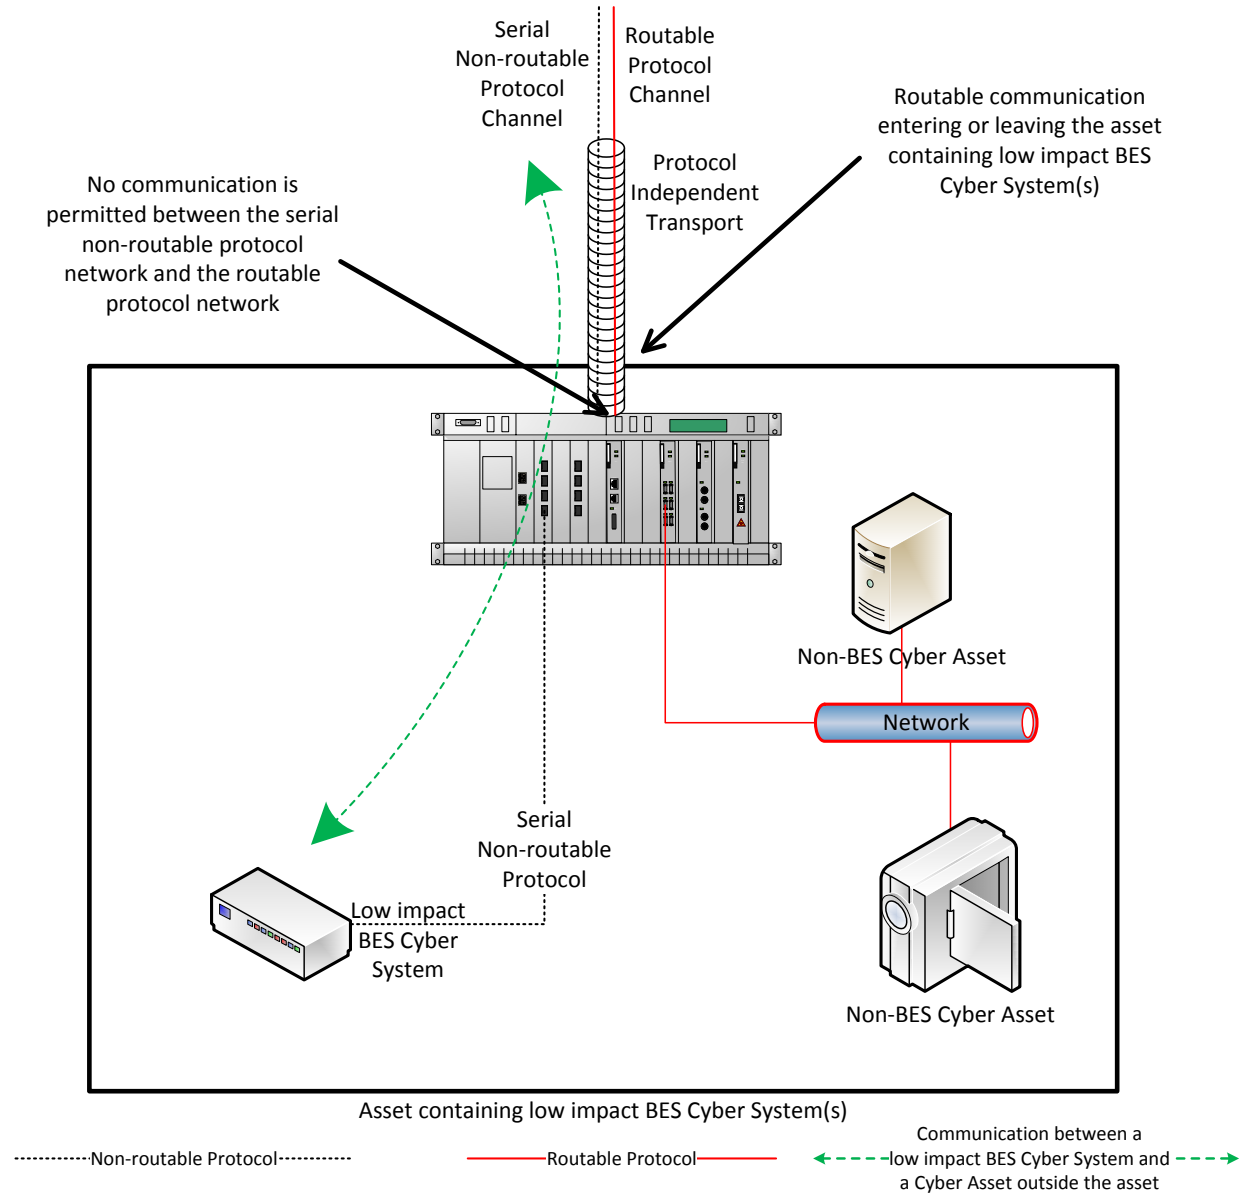 Serial
Non-routable
Protocol
Channel
Routable
Protocol
Channel
Routable communication
entering or leaving the asset
containing low impact BES
Cyber System(s)
Protocol
Independent
Transport
No communication is
permitted between the serial
non-routable protocol
network and the routable
protocol network
Non-BES Cyber Asset
Network
Serial
Non-routable
Protocol
Low impact
BES Cyber
System
Non-BES Cyber Asset
Asset containing low impact BES Cyber System(s)
Non-routable Protocol
Routable Protocol
Communication between a
low impact BES Cyber System and
a Cyber Asset outside the asset